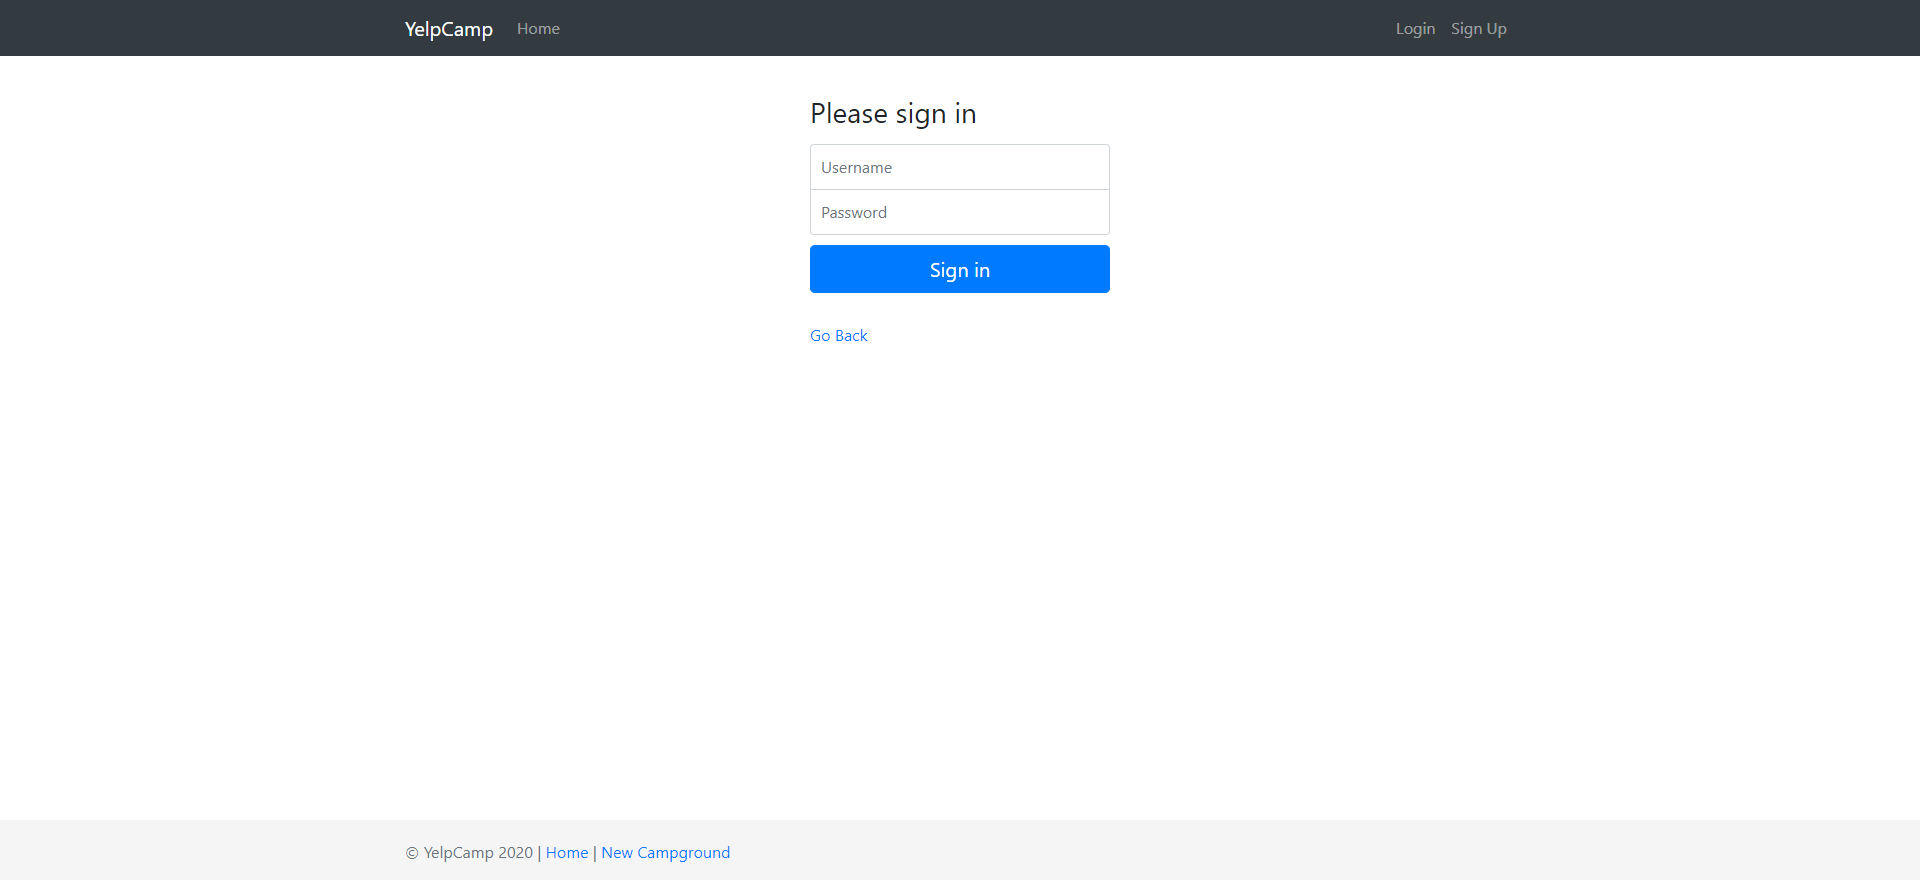 YelpCamp Home Login Sign Up
Please sign in
Username
Password
Sign in
Go Back
© YelpCamp 2020 | Home | New Campground